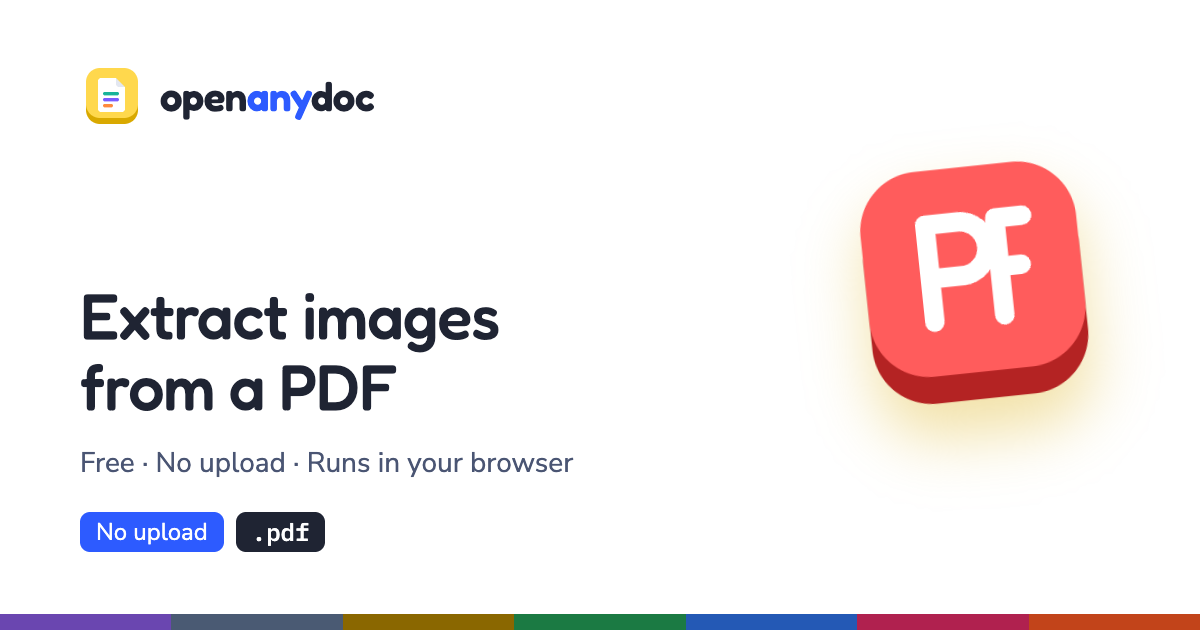 openanydoc
PF
Extract images
from a PDF
Free · No upload · Runs in your browser
No upload
.pdf